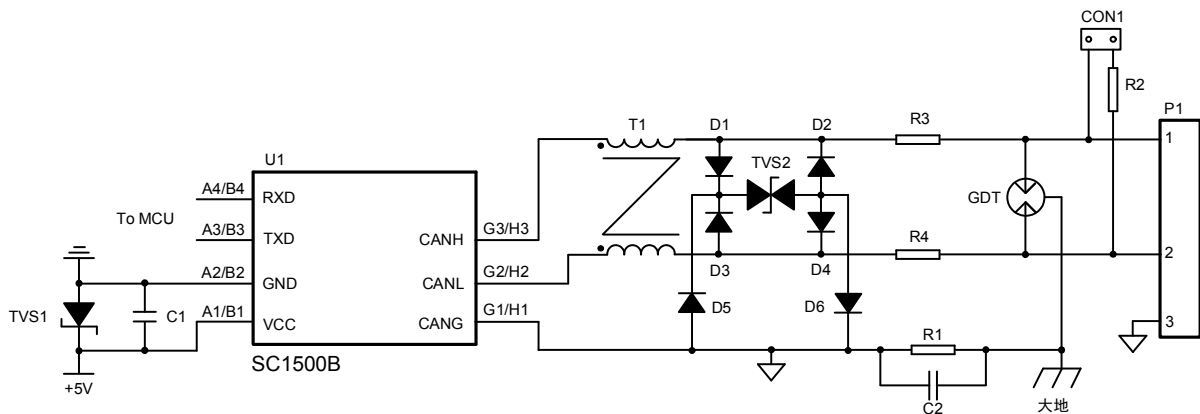 CON1
R2
P1
T1
D1
D2
R3
1
U1
TVS2
A4/B4
RXD
GDT
To MCU
A3/B3
TXD
CANH
G3/H3
R4
A2/B2
GND
CANL
G2/H2
D3
D4
2
TVS1
C1
A1/B1
VCC
CANG
G1/H1
D5
D6
R1
3
SC1500B
+5V
C2
大地